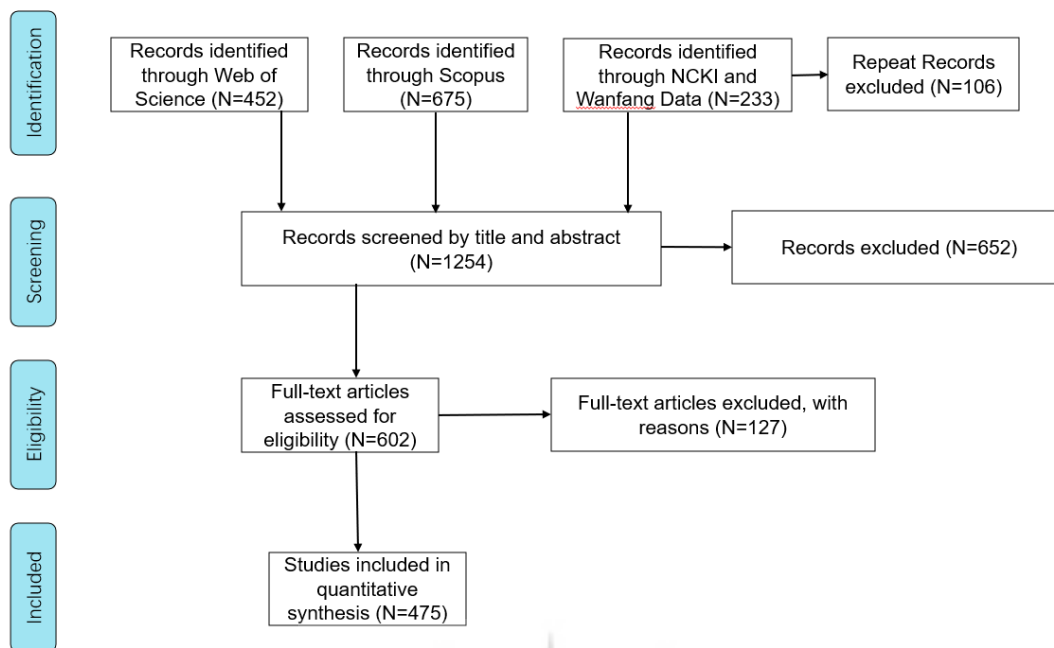 Identification
Records identified
through Web of
Science (N=452)
Records identified
through Scopus
(N=675)
Records identified
through NCKI and
Wanfang Data (N=233)
Repeat Records
excluded (N=106)
Screening
Records screened by title and abstract
(N=1254)
Records excluded (N=652)
Eligibility
Full-text articles
assessed for
eligibility (N=602)
Full-text articles excluded, with
reasons (N=127)
Included
Studies included in
quantitative
synthesis (N=475)